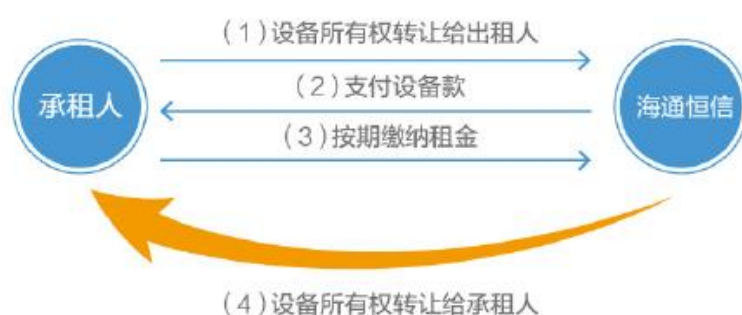 (1)设备所有权转让给出租人
(2)支付设备款
承租人
海通恒信
(3)按期缴纳租金
(4)设备所有权转让给承租人